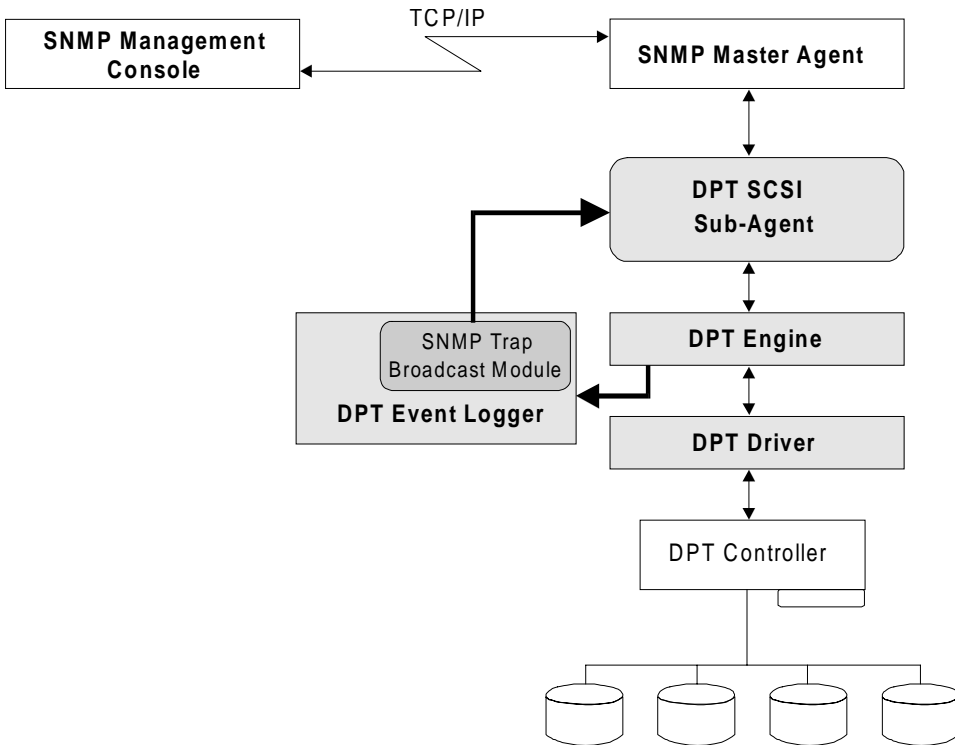 TCP/IP
SNMP Management
Console
SNMP Master Agent
DPT SCSI
Sub-Agent
SNMP Trap
Broadcast Module
DPT Event Logger
DPT Engine
DPT Driver
DPT Controller